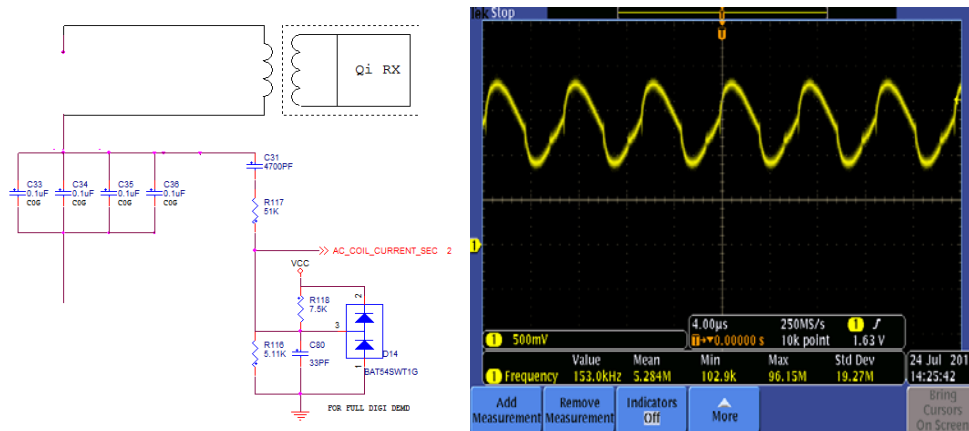 Qi RX
C31
4700PF
C33
0.1uF
C0G
C34
0.1uF
C0G
C35
0.1uF
C0G
C36
0.1uF
C0G
R117
51K
AC_COIL_CURRENT_SEC 2
VCC
R118
7.5K
2
3
1
R116
5.11K
C80
33PF
D14
BAT54SWT1G
FOR FULL DIGI DEMD
Tek Stop
T
1
1 500mV
4.00µs 250MS/s 1
T→▼0.00000 s 10k point 1.63 V
Value Mean Min Max Std Dev
1 Frequency 153.0kHz 5.284M 102.9k 96.15M 19.27M
24 Jul 201
14:25:42
Add Measurement
Remove Measurement
Indicators
Off
More
Bring
Cursors
On Screen